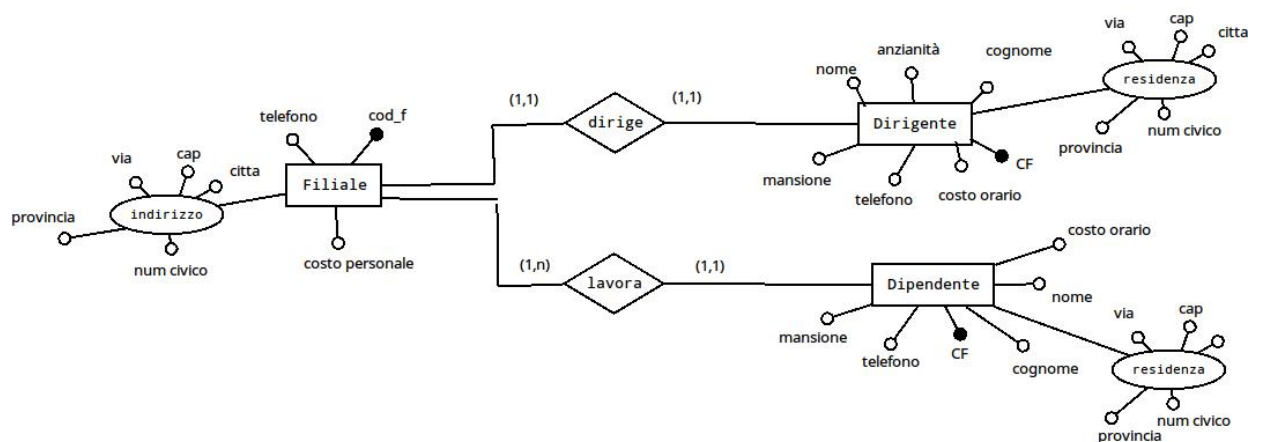 via
cap
citta
residenza
num civico
provincia
nome
anzianità
cognome
Dirigente
mansione
telefono
costo orario
CF
(1,1)
dirige
(1,1)
telefono
cod_f
Filiale
costo personale
via
cap
citta
indirizzo
provincia
num civico
(1,n)
lavora
(1,1)
costo orario
Dipendente
nome
mansione
telefono
CF
cognome
via
cap
residenza
num civico
provincia